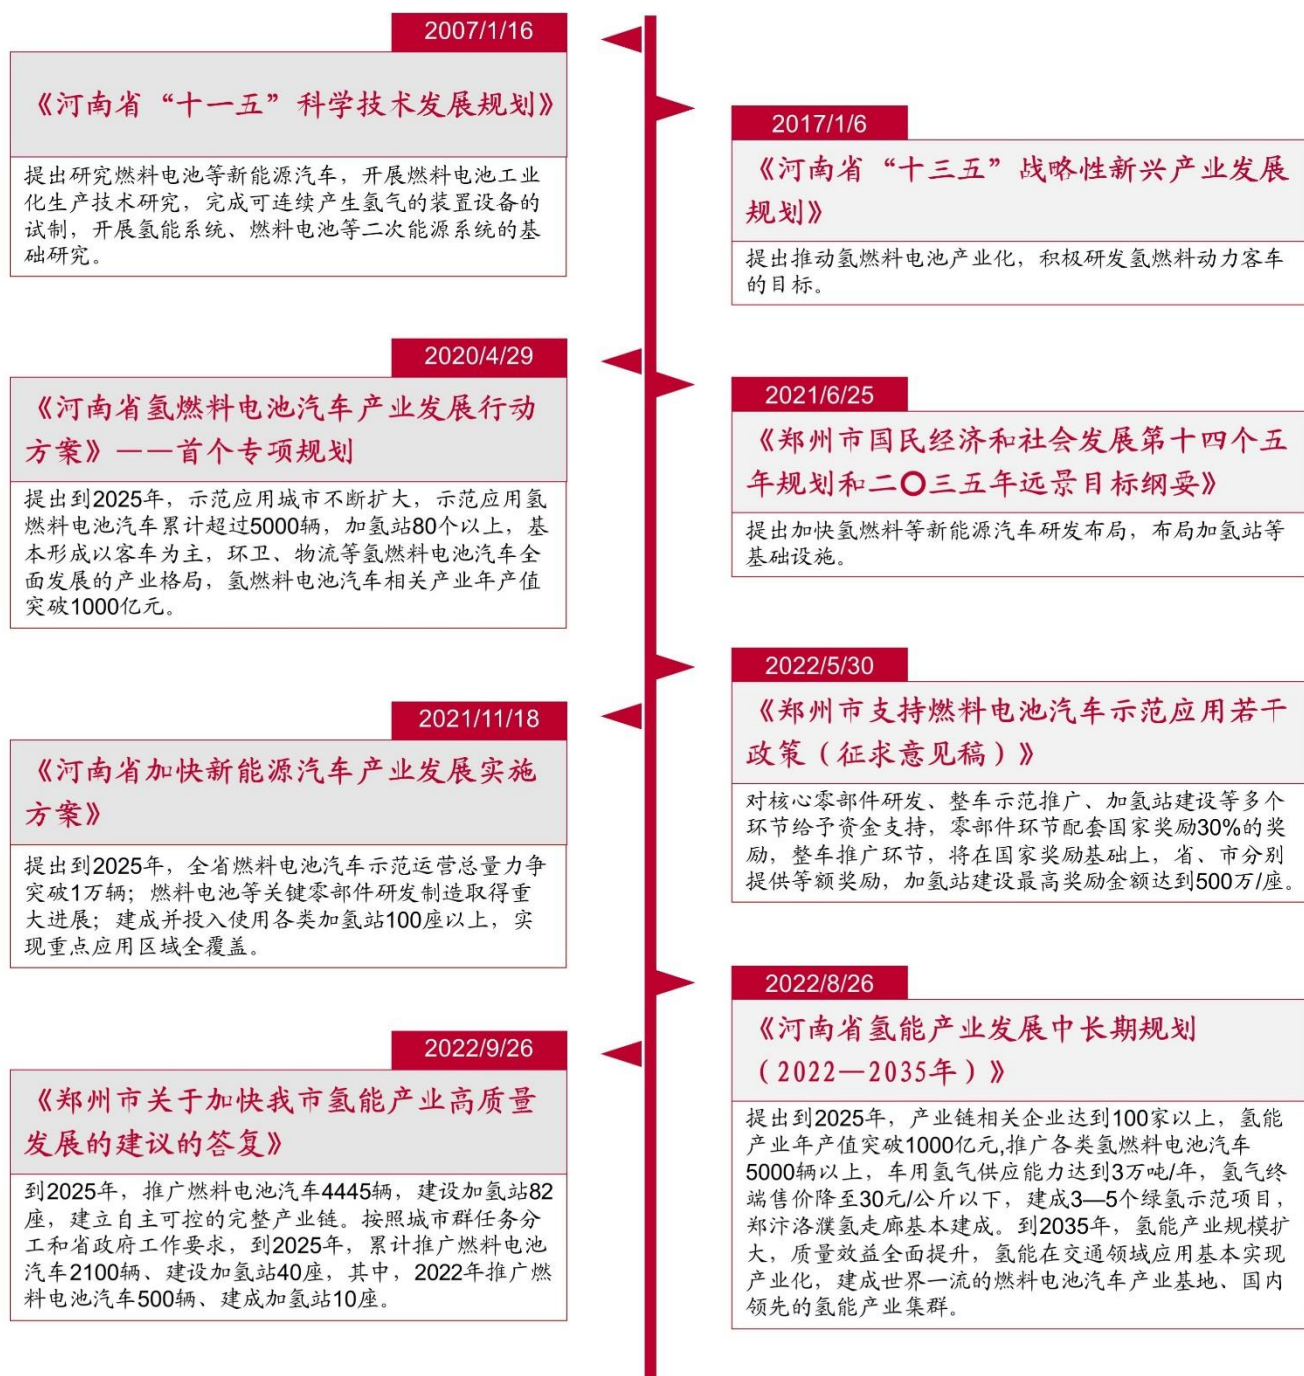 2007/1/16
《河南省“十一五”科学技术发展规划》
提出研究燃料电池等新能源汽车，开展燃料电池工业
化生产技术研究，完成可连续产生氢气的装置设备的
试制，开展氢能系统、燃料电池等二次能源系统的基
础研究。
2017/1/6
《河南省“十三五”战略性新兴产业发展
规划》
提出推动氢燃料电池产业化，积极研发氢燃料动力客车
的目标。
2020/4/29
《河南省氢燃料电池汽车产业发展行动
方案》——首个专项规划
提出到2025年，示范应用城市不断扩大，示范应用氢
燃料电池汽车累计超过5000辆，加氢站80个以上，基
本形成以客车为主，环卫、物流等氢燃料电池汽车全
面发展的产业格局，氢燃料电池汽车相关产业年产值
突破1000亿元。
2021/6/25
《郑州市国民经济和社会发展第十四个五
年规划和二〇三五年远景目标纲要》
提出加快氢燃料等新能源汽车研发布局，布局加氢站等
基础设施。
2021/11/18
《河南省加快新能源汽车产业发展实施
方案》
提出到2025年，全省燃料电池汽车示范运营总量力争
突破1万辆；燃料电池等关键零部件研发制造取得重
大进展；建成并投入使用各类加氢站100座以上，实
现重点应用区域全覆盖。
2022/5/30
《郑州市支持燃料电池汽车示范应用若干
政策（征求意见稿）》
对核心零部件研发、整车示范推广、加氢站建设等多个
环节给予资金支持，零部件环节配套国家奖励30%的奖
励，整车推广环节，将在国家奖励基础上，省、市分别
提供等额奖励，加氢站建设最高奖励金额达到500万/座。
2022/8/26
《河南省氢能产业发展中长期规划
（2022—2035年）》
提出到2025年，产业链相关企业达到100家以上，氢能
产业年产值突破1000亿元,推广各类氢燃料电池汽车
5000辆以上，车用氢气供应能力达到3万吨/年，氢气终
端售价降至30元/公斤以下，建成3—5个绿氢示范项目，
郑汴洛濮氢走廊基本建成。到2035年，氢能产业规模扩
大，质量效益全面提升，氢能在交通领域应用基本实现
产业化，建成世界一流的燃料电池汽车产业基地、国内
领先的氢能产业集群。
2022/9/26
《郑州市关于加快我市氢能产业高质量
发展的建议的答复》
到2025年，推广燃料电池汽车4445辆，建设加氢站82
座，建立自主可控的完整产业链。按照城市群任务分
工和省政府工作要求，到2025年，累计推广燃料电池
汽车2100辆、建设加氢站40座，其中，2022年推广燃
料电池汽车500辆、建成加氢站10座。